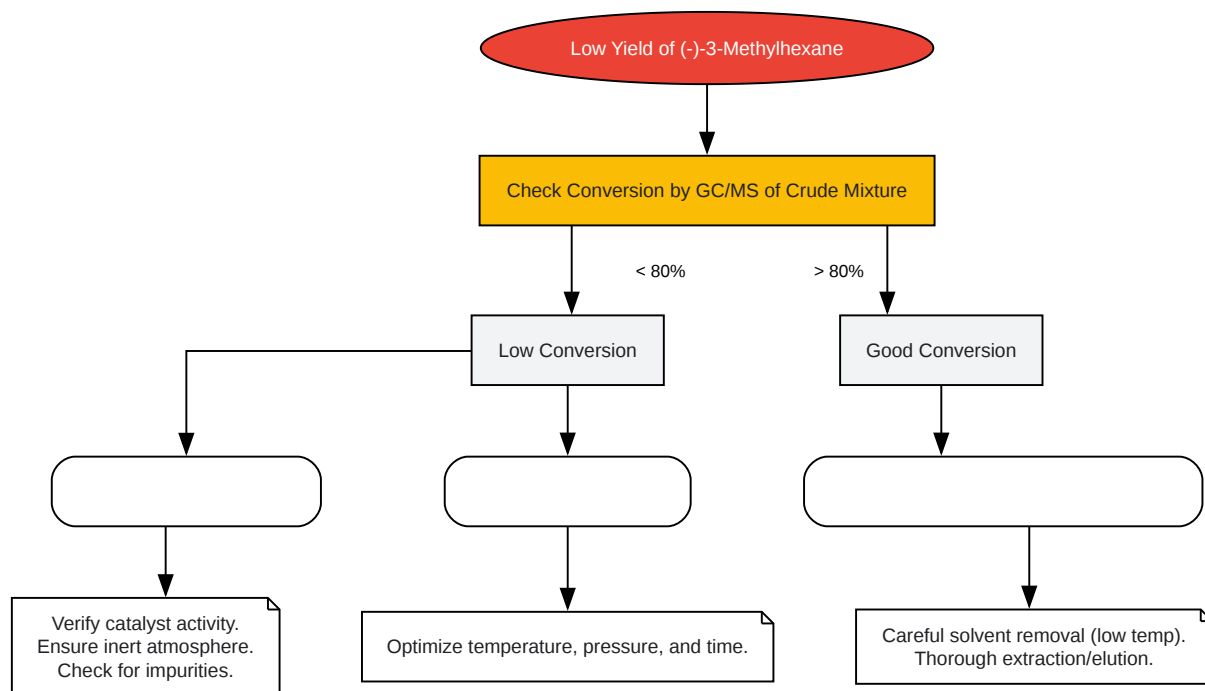 Low Yield of (-)-3-Methylhexane
Check Conversion by GC/MS of Crude Mixture
< 80%
> 80%
Low Conversion
Good Conversion
Verify catalyst activity.
Ensure inert atmosphere.
Check for impurities.
Optimize temperature, pressure, and time.
Careful solvent removal (low temp).
Thorough extraction/elution.